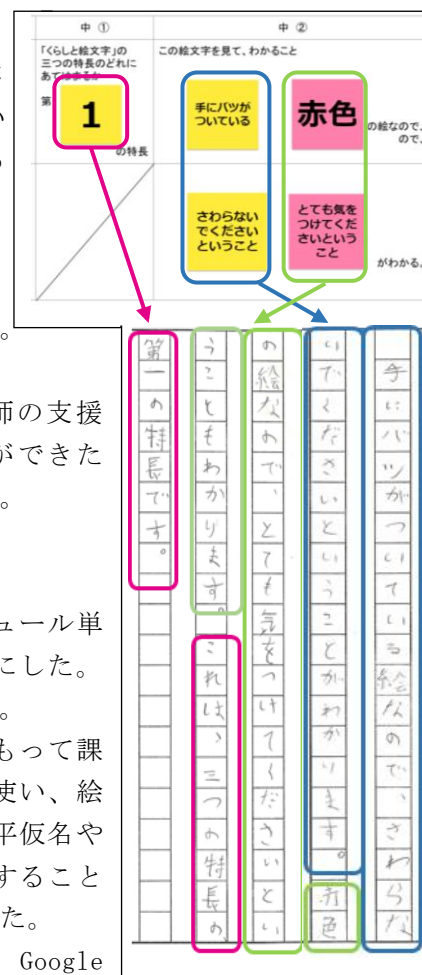 中 ①
中 ②
「くらしと絵文字」の
三つの特長のどれに
あてはまるか
第
1
の特長
この絵文字を見て、わかること
手にバツが
ついている
赤色
の絵なので、
ので、
さわらない
でください
ということ
とても気を
つけてくだ
さいという
こと
がわかる。
手にバツがついている絵なので、さわらな
いでくださいということがわかります。赤色
の絵なので、とても気をつけてくださいとい
うこともわかります。これは、三つの特長の
第一の特長です。
。
師の支援
ができた
。
ュール単
にした。
。
もって課
使い、絵
平仮名や
すること
た。
Google